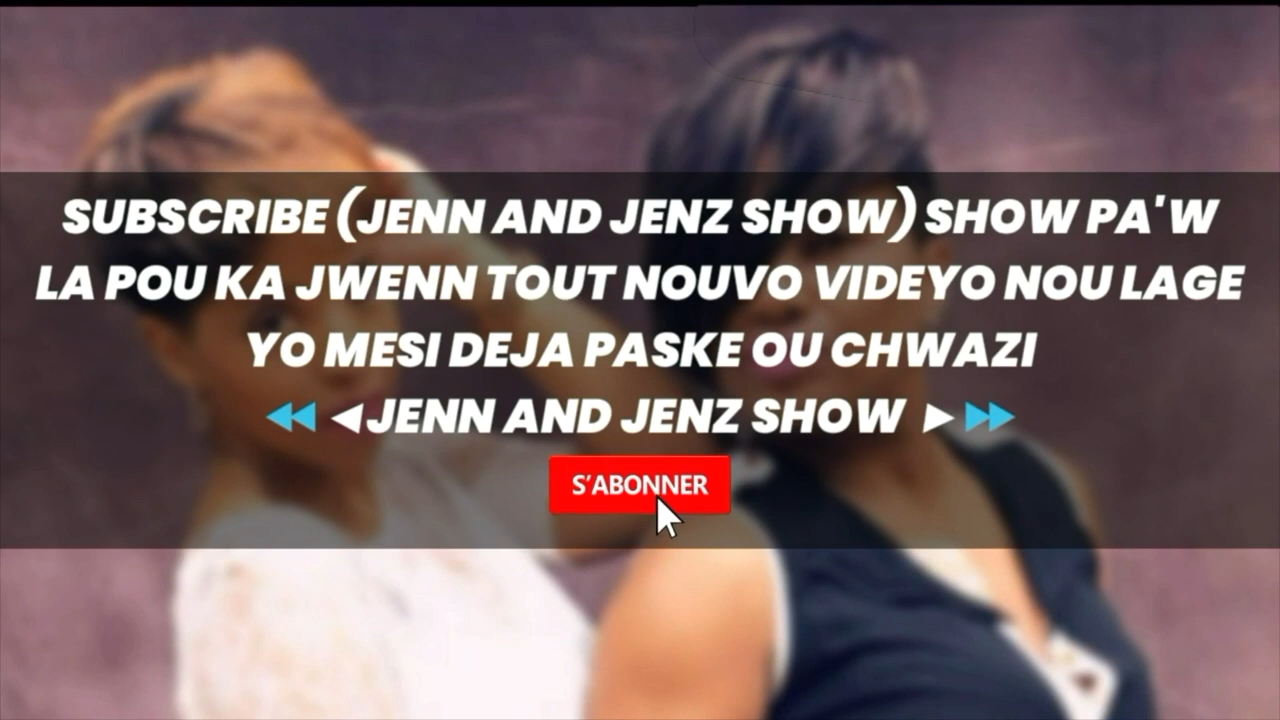 SUBSCRIBE (JENN AND JENZ SHOW) SHOW PA'W
LA POU KA JWENN TOUT NOUVO VIDEYO NOU LAGE
YO MESI DEJA PASKE OU CHWAZI
⏪ ◀JENN AND JENZ SHOW ▶⏩
S'ABONNER